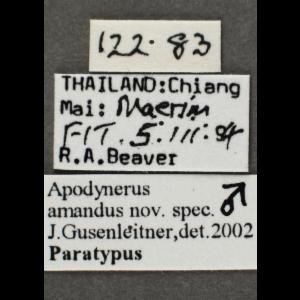 122·83
THAILAND:Chiang
Mai: Maerim
FIT. 5.III.84
R.A.Beaver
Apodynerus
amandus nov. spec. ♂
J.Gusenleitner,det.2002
Paratypus